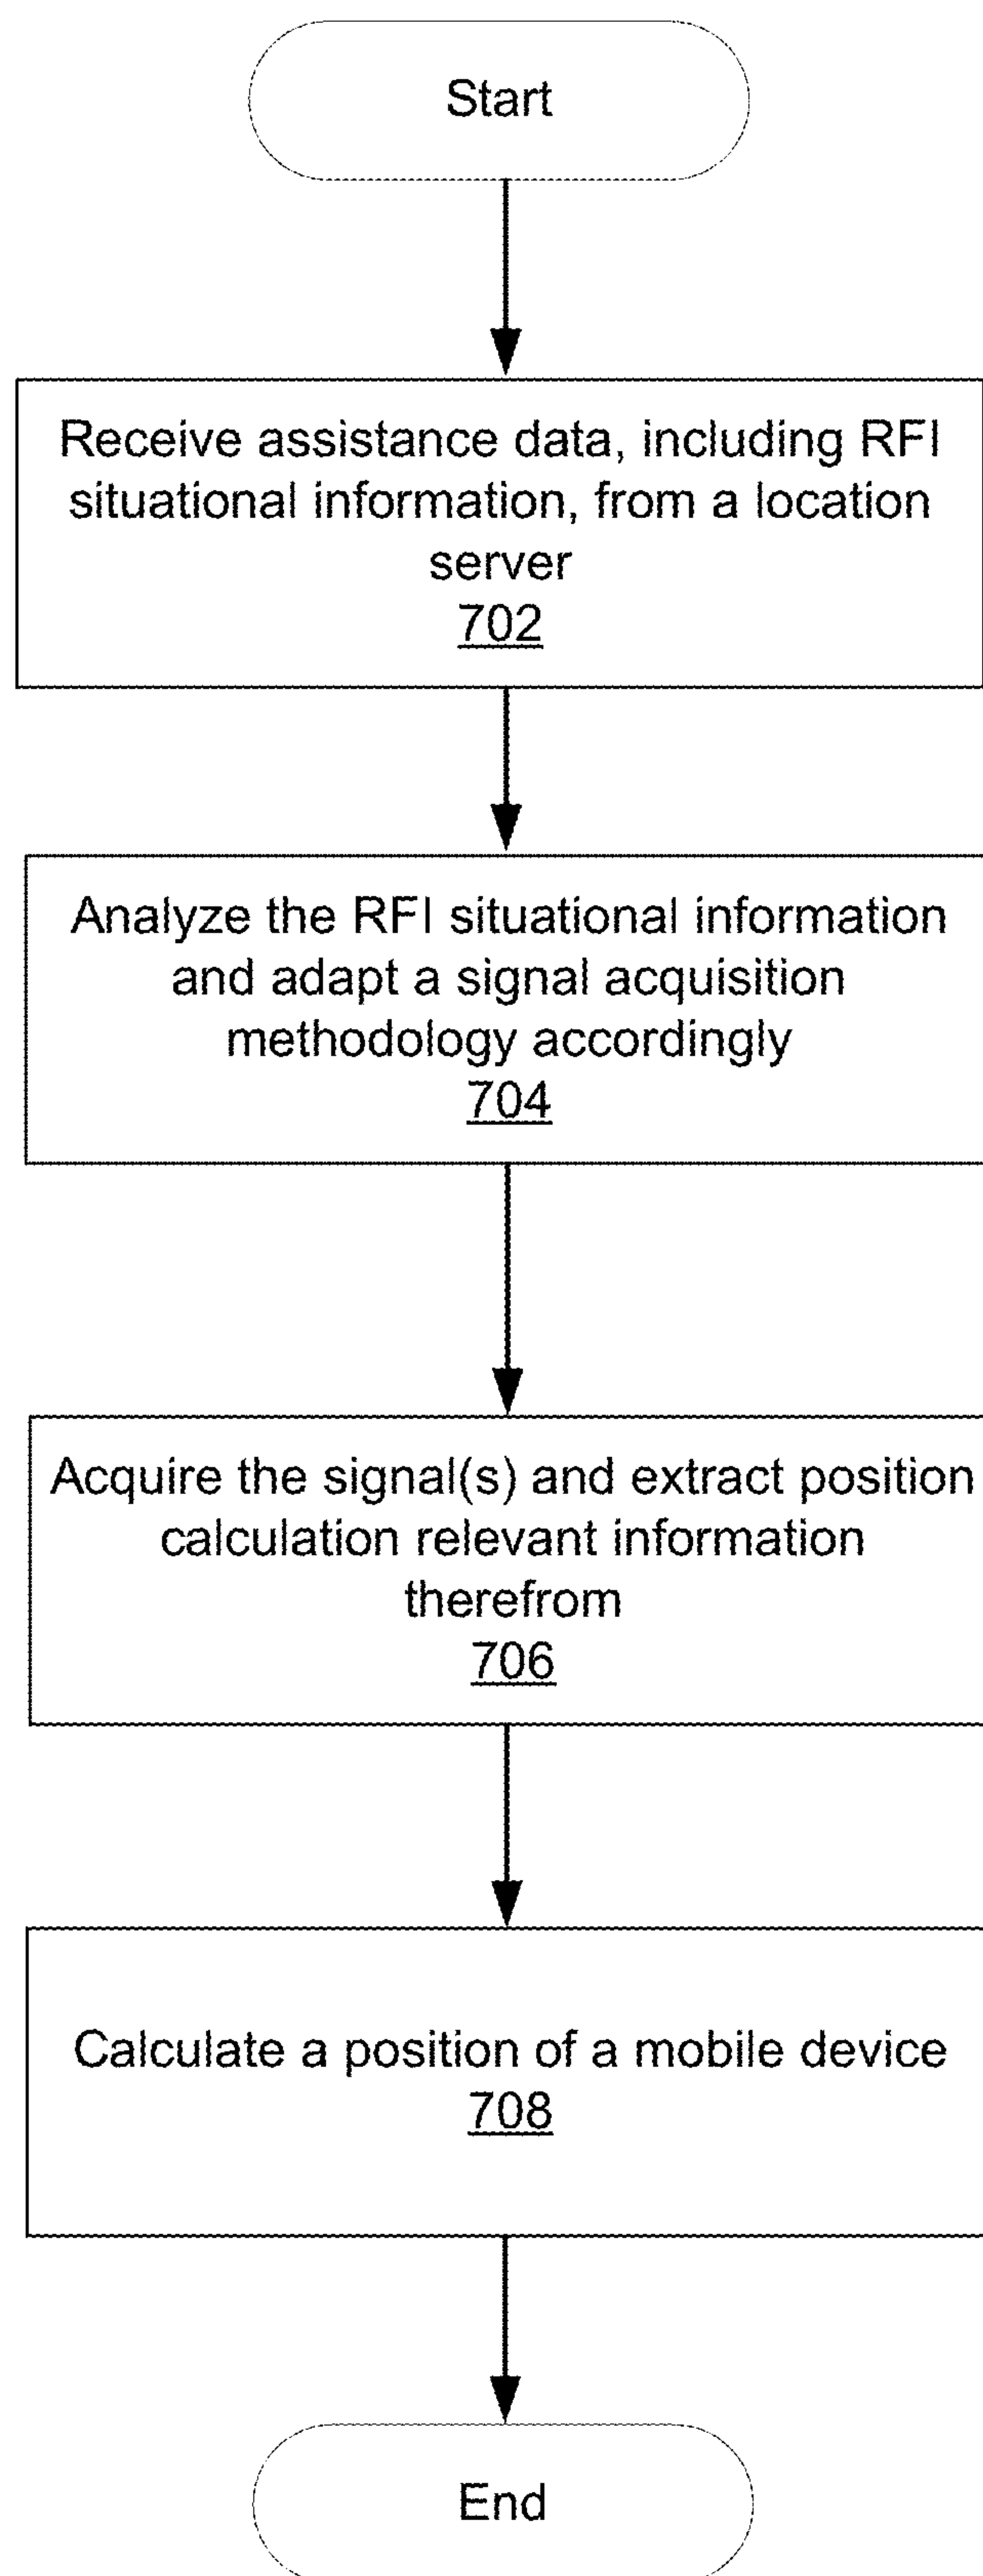 Start
Receive assistance data, including RFI
situational information, from a location
server
702
Analyze the RFI situational information
and adapt a signal acquisition
methodology accordingly
704
Acquire the signal(s) and extract position
calculation relevant information
therefrom
706
Calculate a position of a mobile device
708
End